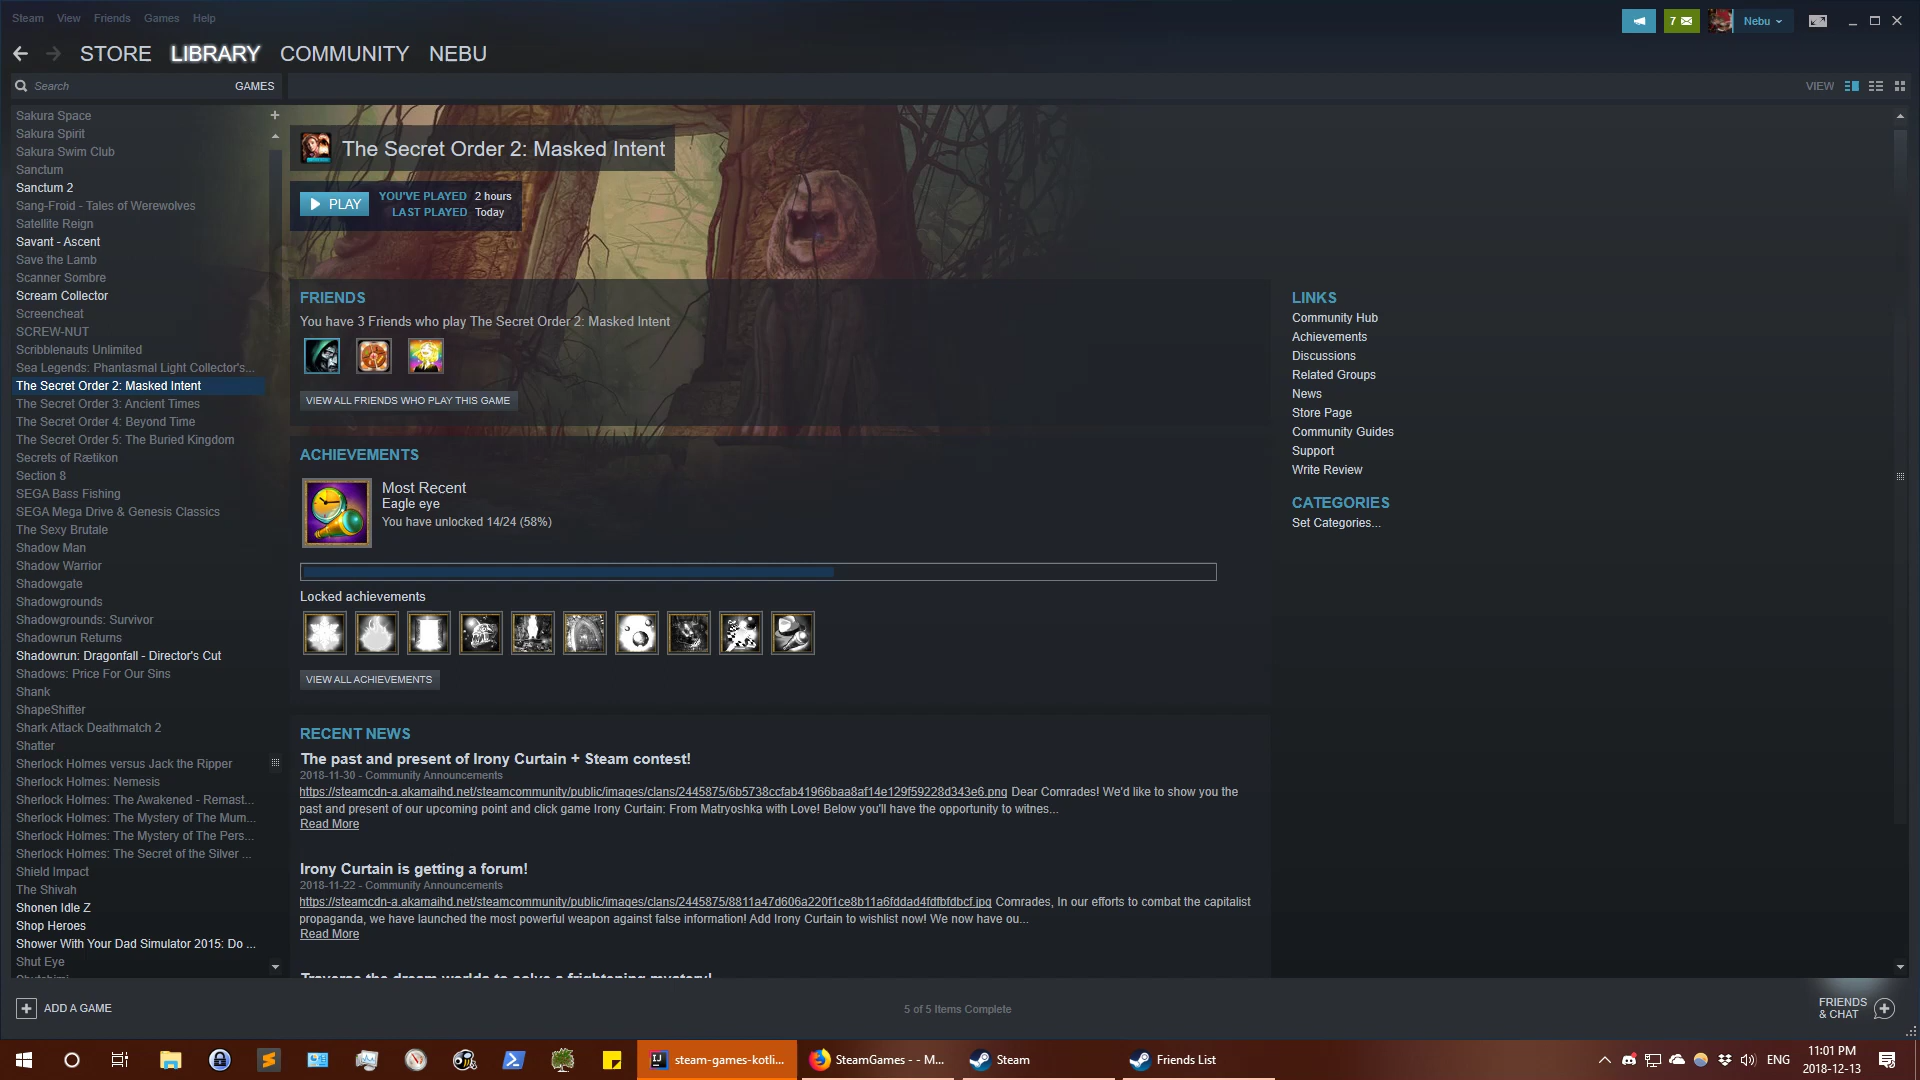 Steam View Friends Games Help
7 Nebu
STORE LIBRARY COMMUNITY NEBU
Search GAMES VIEW
Sakura Space
Sakura Spirit
Sakura Swim Club
Sanctum
Sanctum 2
Sang-Froid - Tales of Werewolves
Satellite Reign
Savant - Ascent
Save the Lamb
Scanner Sombre
Scream Collector
Screencheat
SCREW-NUT
Scribblenauts Unlimited
Sea Legends: Phantasmal Light Collector's...
The Secret Order 2: Masked Intent
The Secret Order 3: Ancient Times
The Secret Order 4: Beyond Time
The Secret Order 5: The Buried Kingdom
Secrets of Rætikon
Section 8
SEGA Bass Fishing
SEGA Mega Drive & Genesis Classics
The Sexy Brutale
Shadow Man
Shadow Warrior
Shadowgate
Shadowgrounds
Shadowgrounds: Survivor
Shadowrun Returns
Shadowrun: Dragonfall - Director's Cut
Shadows: Price For Our Sins
Shank
ShapeShifter
Shark Attack Deathmatch 2
Shatter
Sherlock Holmes versus Jack the Ripper
Sherlock Holmes: Nemesis
Sherlock Holmes: The Awakened - Remast...
Sherlock Holmes: The Mystery of The Mum...
Sherlock Holmes: The Mystery of The Pers...
Sherlock Holmes: The Secret of the Silver ...
Shield Impact
The Shivah
Shonen Idle Z
Shop Heroes
Shower With Your Dad Simulator 2015: Do ...
Shut Eye
The Secret Order 2: Masked Intent
PLAY
YOU'VE PLAYED 2 hours
LAST PLAYED Today
FRIENDS
You have 3 Friends who play The Secret Order 2: Masked Intent
VIEW ALL FRIENDS WHO PLAY THIS GAME
ACHIEVEMENTS
Most Recent
Eagle eye
You have unlocked 14/24 (58%)
Locked achievements
VIEW ALL ACHIEVEMENTS
RECENT NEWS
The past and present of Irony Curtain + Steam contest!
2018-11-30 - Community Announcements
https://steamcdn-a.akamaihd.net/steamcommunity/public/images/clans/2445875/6b5738ccfab41966baa8af14e129f59228d343e6.png Dear Comrades! We'd like to show you the
past and present of our upcoming point and click game Irony Curtain: From Matryoshka with Love! Below you'll have the opportunity to witnes...
Read More
Irony Curtain is getting a forum!
2018-11-22 - Community Announcements
https://steamcdn-a.akamaihd.net/steamcommunity/public/images/clans/2445875/8811a47d606a220f1ce8b11a6fddad4fdfbfdbcf.jpg Comrades, In our efforts to combat the capitalist
propaganda, we have launched the most powerful weapon against false information! Add Irony Curtain to wishlist now! We now have ou...
Read More
Traverse the dream worlds to solve a frightening mystery!
LINKS
Community Hub
Achievements
Discussions
Related Groups
News
Store Page
Community Guides
Support
Write Review
CATEGORIES
Set Categories...
ADD A GAME
5 of 5 Items Complete
FRIENDS
& CHAT
steam-games-kotli...
SteamGames - - M...
Steam
Friends List
ENG
11:01 PM
2018-12-13